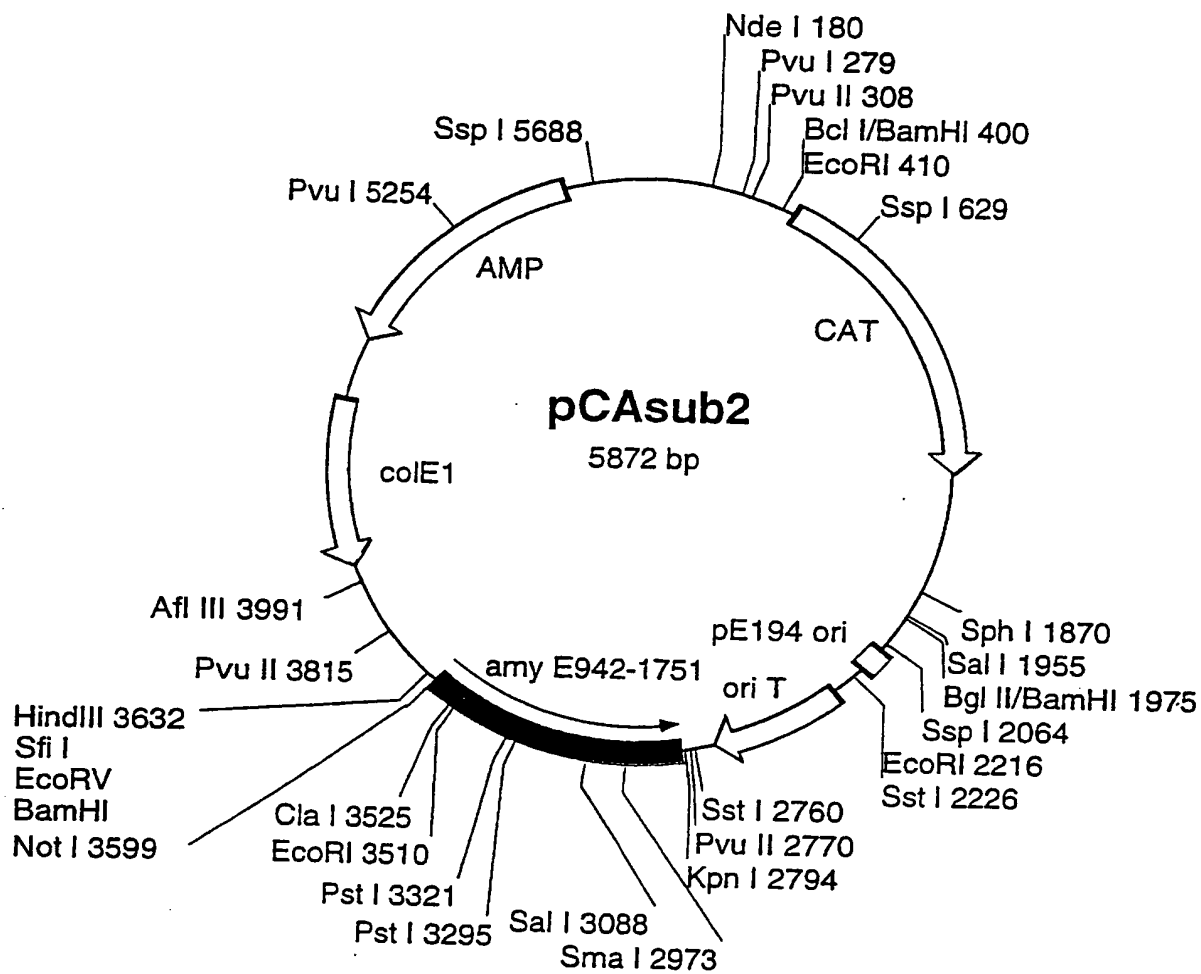 Nde I 180
Pvu I 279
Pvu II 308
Bcl I/BamHI 400
EcoRI 410
Ssp I 629
Ssp I 5688
Pvu I 5254
AMP
CAT
pCAsub2
5872 bp
colE1
Afl III 3991
Pvu II 3815
HindIII 3632
Sfi I
EcoRV
BamHI
Not I 3599
amy E942-1751
pE194 ori
ori T
Sph I 1870
Sal I 1955
Bgl II/BamHI 1975
Ssp I 2064
EcoRI 2216
Sst I 2226
Sst I 2760
Pvu II 2770
Kpn I 2794
Cla I 3525
EcoRI 3510
Pst I 3321
Pst I 3295
Sal I 3088
Sma I 2973